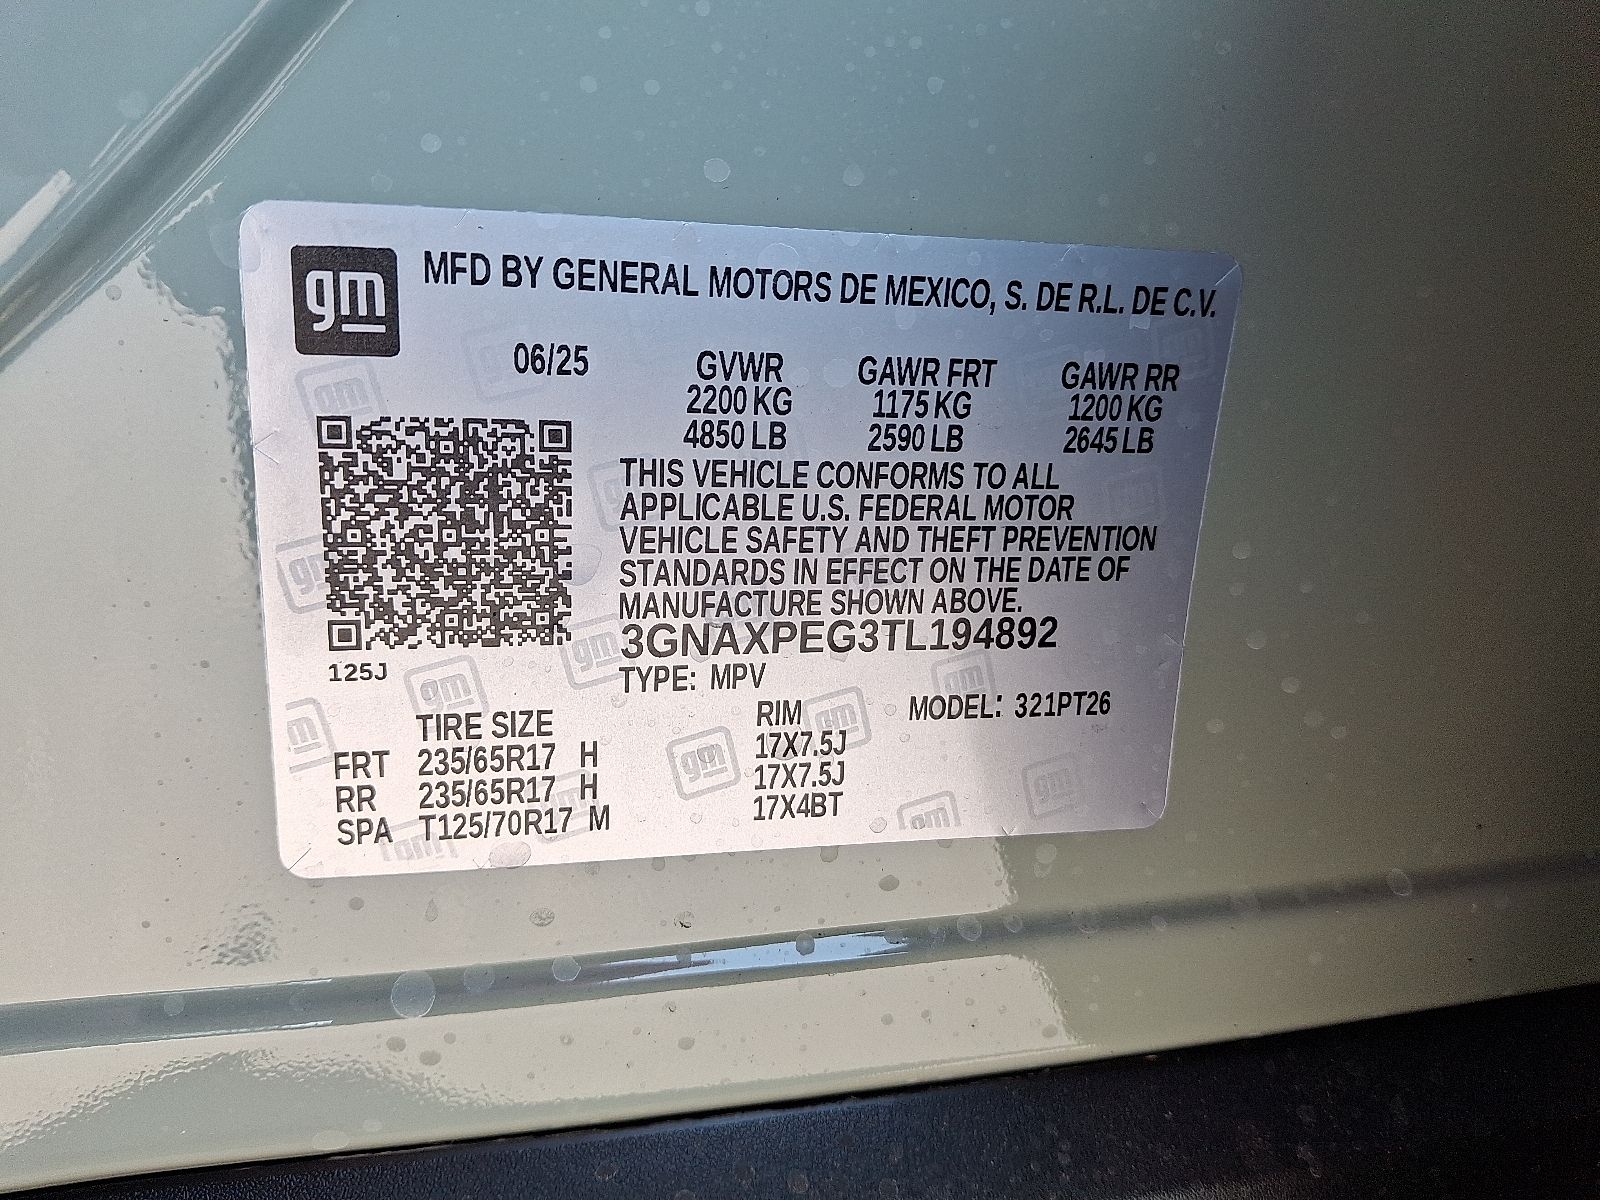 gm
MFD BY GENERAL MOTORS DE MEXICO, S. DE R.L. DE C.V.
06/25 GVWR GAWR FRT GAWR RR
2200 KG 1175 KG 1200 KG
4850 LB 2590 LB 2645 LB
THIS VEHICLE CONFORMS TO ALL
APPLICABLE U.S. FEDERAL MOTOR
VEHICLE SAFETY AND THEFT PREVENTION
STANDARDS IN EFFECT ON THE DATE OF
MANUFACTURE SHOWN ABOVE.
3GNAXPEG3TL194892
125J
TYPE: MPV
TIRE SIZE RIM MODEL: 321PT26
FRT 235/65R17 H 17X7.5J
RR 235/65R17 H 17X7.5J
SPA T125/70R17 M 17X4BT